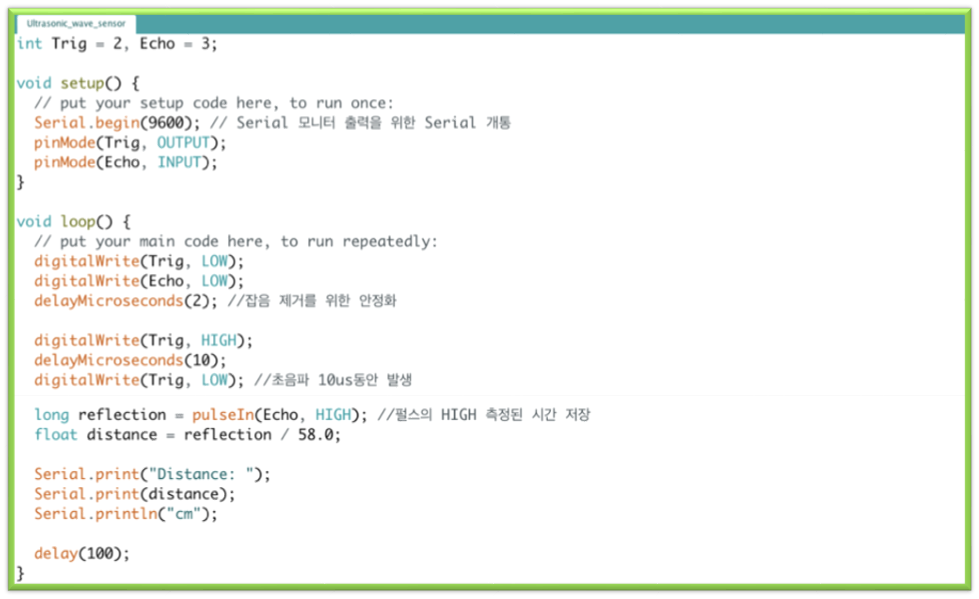 Ultrasonic_wave_sensor
int Trig = 2, Echo = 3;
void setup() {
// put your setup code here, to run once:
Serial.begin(9600); // Serial 모니터 출력을 위한 Serial 개통
pinMode(Trig, OUTPUT);
pinMode(Echo, INPUT);
}
void loop() {
// put your main code here, to run repeatedly:
digitalWrite(Trig, LOW);
digitalWrite(Echo, LOW);
delayMicroseconds(2); //잡음 제거를 위한 안정화
digitalWrite(Trig, HIGH);
delayMicroseconds(10);
digitalWrite(Trig, LOW); //초음파 10us동안 발생
long reflection = pulseIn(Echo, HIGH); //펄스의 HIGH 측정된 시간 저장
float distance = reflection / 58.0;
Serial.print("Distance: ");
Serial.print(distance);
Serial.println("cm");
delay(100);
}